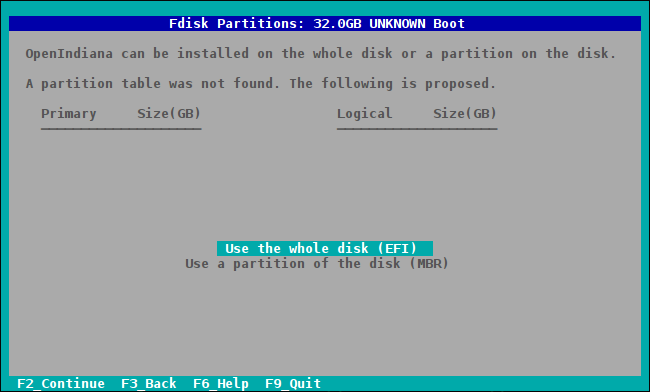 Fdisk Partitions: 32.0GB UNKNOWN Boot
OpenIndiana can be installed on the whole disk or a partition on the disk.
A partition table was not found. The following is proposed.
Primary Size(GB) Logical Size(GB)
Use the whole disk (EFI)
Use a partition of the disk (MBR)
F2_Continue F3_Back F6_Help F9_Quit